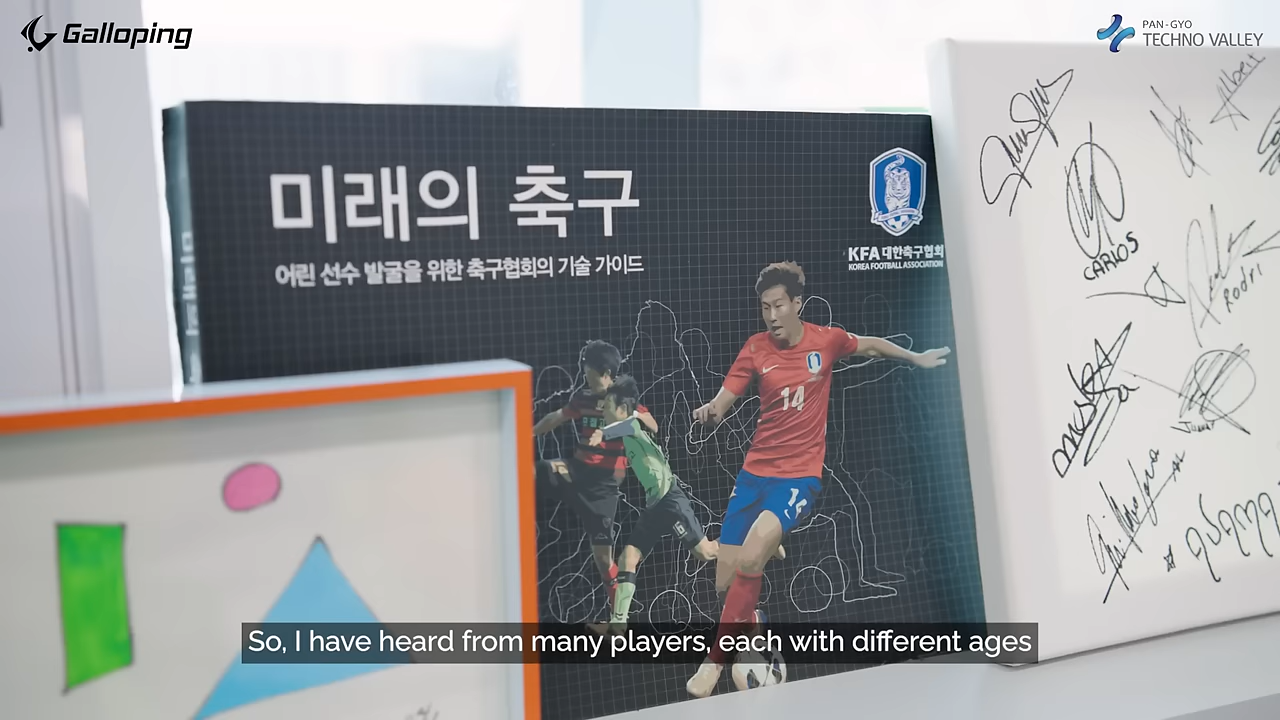 Galloping
PAN-GYO
TECHNO VALLEY
미래의 축구
어린 선수 발굴을 위한 축구협회의 기술 가이드
KFA 대한축구협회
KOREA FOOTBALL ASSOCIATION
14
14
6
CARLOS
Rodri
So, I have heard from many players, each with different ages